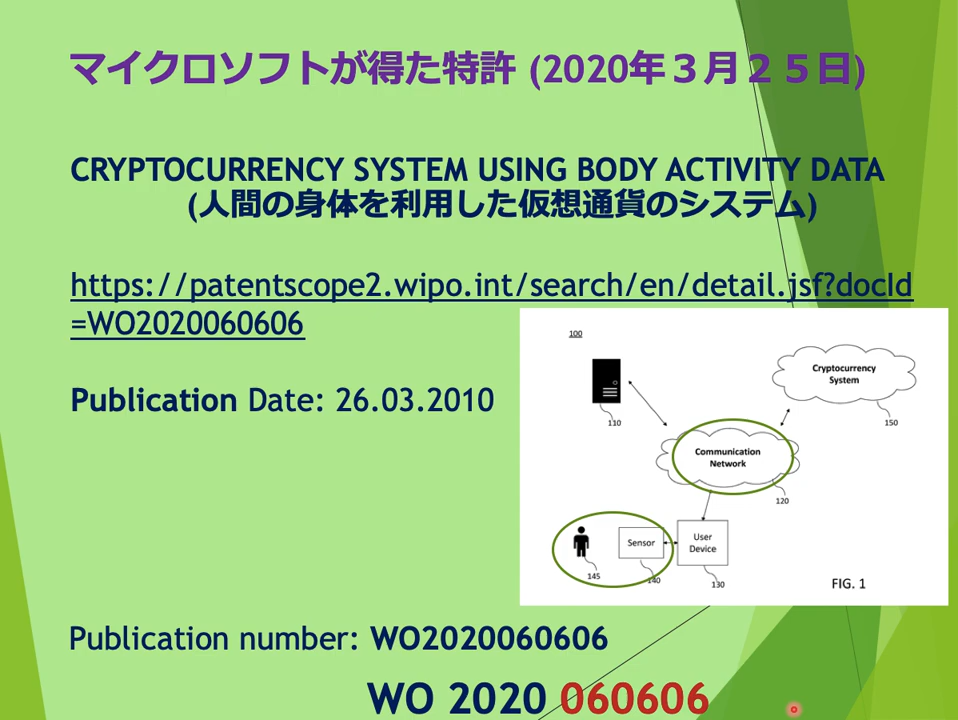 マイクロソフトが得た特許 (2020年３月２５日)
CRYPTOCURRENCY SYSTEM USING BODY ACTIVITY DATA
(人間の身体を利用した仮想通貨のシステム)
https://patentscope2.wipo.int/search/en/detail.jsf?docId
=WO2020060606
Publication Date: 26.03.2010
100
110
Cryptocurrency
System
150
Communication
Network
120
145
Sensor
140
User
Device
130
FIG. 1
Publication number: WO2020060606
WO 2020 060606